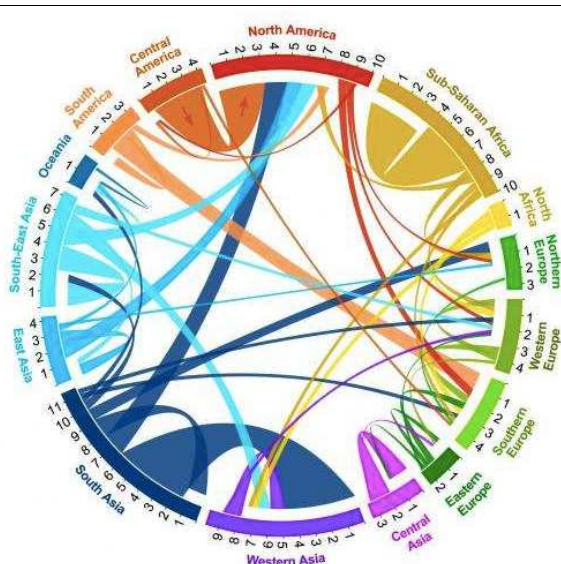 North America
1 2 3 4 5 6 7 8 9 10
Sub-Saharan Africa
1 2 3 4 5 6 7 8 9 10
North
Africa
1
Northern
Europe
1 2 3
Western
Europe
1 2 3 4
Southern
Europe
1 2 3 4
Eastern
Europe
1 2
Central
Asia
1 2 3
Western Asia
1 2 3 4 5 6 7 8 9
South Asia
1 2 3 4 5 6 7 8 9 10 11
East Asia
1 2 3 4
South-East Asia
1 2 3 4 5 6 7
Oceania
1
South
America
1 2 3
Central
America
1 2 3 4